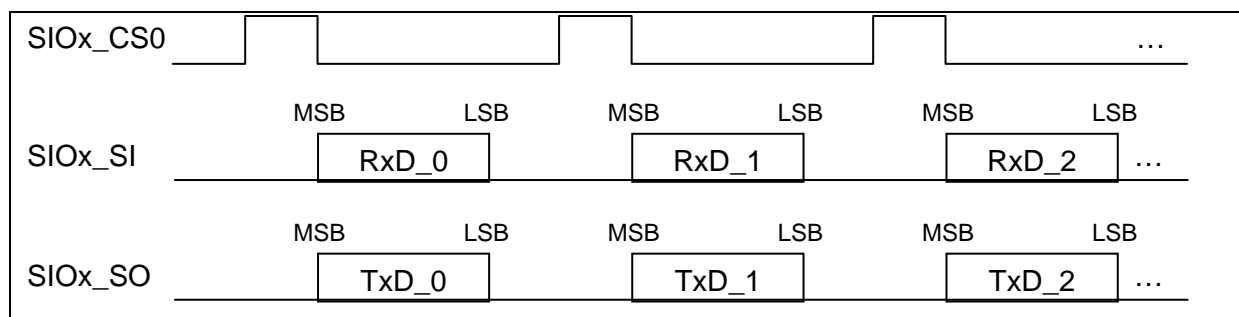 SIOx_CS0 …
MSB LSB MSB LSB MSB LSB
SIOx_SI RxD_0 RxD_1 RxD_2 …
MSB LSB MSB LSB MSB LSB
SIOx_SO TxD_0 TxD_1 TxD_2 …